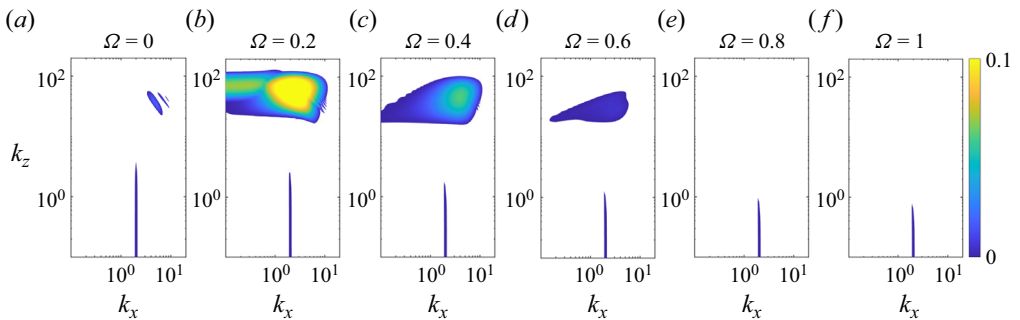 (a) (b) (c) (d) (e) (f)
Ω = 0 Ω = 0.2 Ω = 0.4 Ω = 0.6 Ω = 0.8 Ω = 1
10² 10² 10² 10² 10² 10² 0.1
k_z
10⁰ 10⁰ 10⁰ 10⁰ 10⁰ 10⁰
0
10⁰ 10¹ 10⁰ 10¹ 10⁰ 10¹ 10⁰ 10¹ 10⁰ 10¹ 10⁰ 10¹
k_x k_x k_x k_x k_x k_x